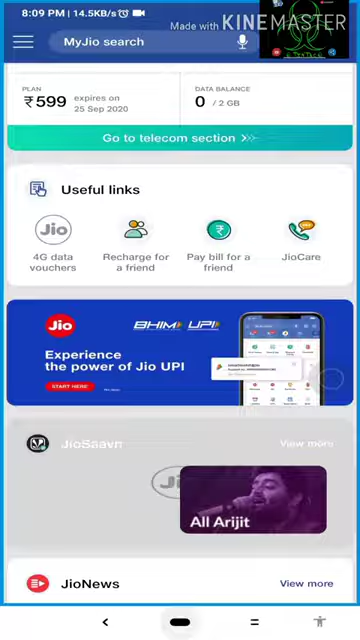 8:09 PM | 14.5KB/s
Made with KINEMASTER
MyJio search
PLAN
₹599 expires on 25 Sep 2020
DATA BALANCE
0 / 2 GB
Go to telecom section
Useful links
Jio
4G data vouchers
Recharge for a friend
Pay bill for a friend
JioCare
Jio
BHIM UPI
Experience
the power of Jio UPI
START HERE
JioSaavn
View more
All Arijit
JioNews
View more